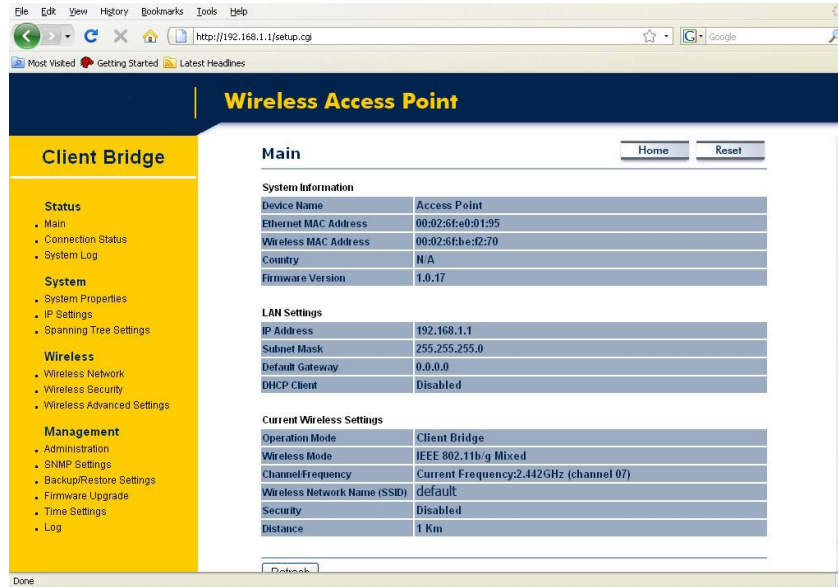 File Edit View History Bookmarks Tools Help
http://192.168.1.1/setup.cgi
G Google
Most Visited Getting Started Latest Headlines
Wireless Access Point
Client Bridge
Status
Main
Connection Status
System Log
System
System Properties
IP Settings
Spanning Tree Settings
Wireless
Wireless Network
Wireless Security
Wireless Advanced Settings
Management
Administration
SNMP Settings
Backup/Restore Settings
Firmware Upgrade
Time Settings
Log
Main
Home Reset
System Information
Device Name Access Point
Ethernet MAC Address 00:02:6f:e0:01:95
Wireless MAC Address 00:02:6f:be:f2:70
Country N/A
Firmware Version 1.0.17
LAN Settings
IP Address 192.168.1.1
Subnet Mask 255.255.255.0
Default Gateway 0.0.0.0
DHCP Client Disabled
Current Wireless Settings
Operation Mode Client Bridge
Wireless Mode IEEE 802.11b/g Mixed
Channel/Frequency Current Frequency:2.442GHz (channel 07)
Wireless Network Name (SSID) default
Security Disabled
Distance 1 Km
Refresh
Done